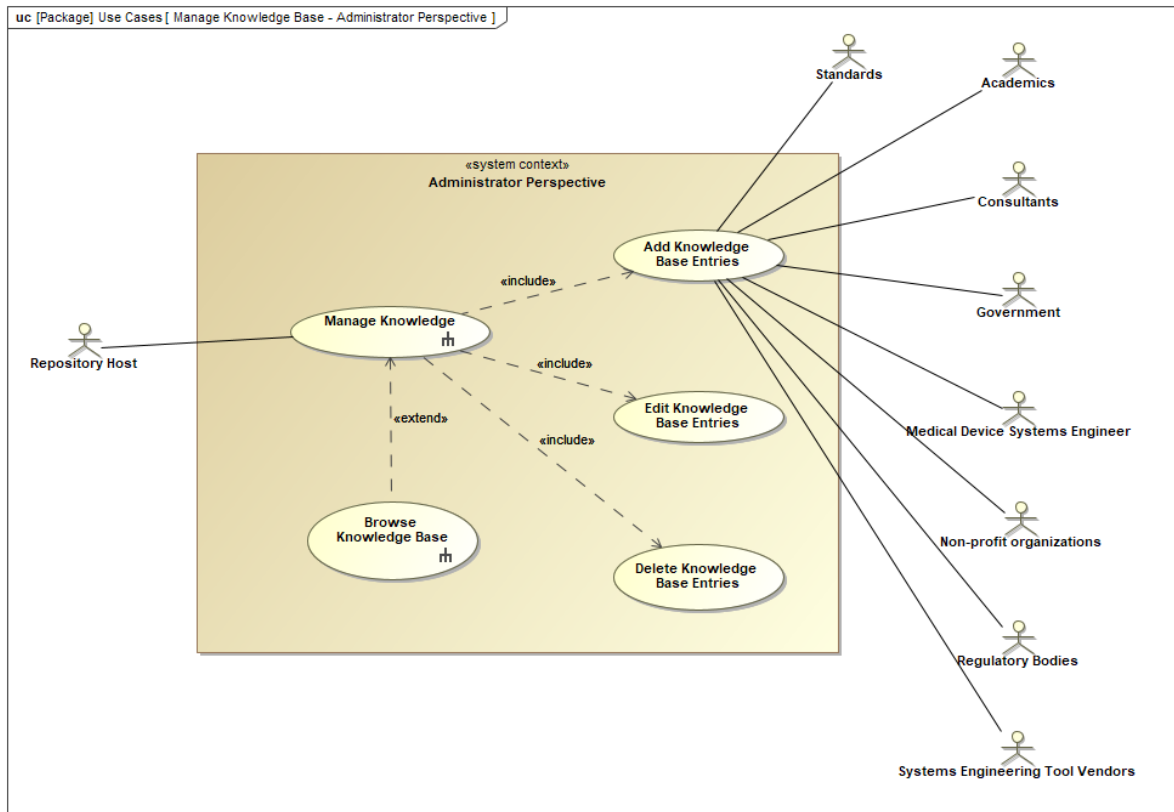 uc [Package] Use Cases [ Manage Knowledge Base - Administrator Perspective ]
Standards
Academics
«system context»
Administrator Perspective
Consultants
Add Knowledge
Base Entries
«include»
Government
Manage Knowledge
Repository Host
«include»
Edit Knowledge
Base Entries
«extend»
Medical Device Systems Engineer
«include»
Browse
Knowledge Base
Non-profit organizations
Delete Knowledge
Base Entries
Regulatory Bodies
Systems Engineering Tool Vendors